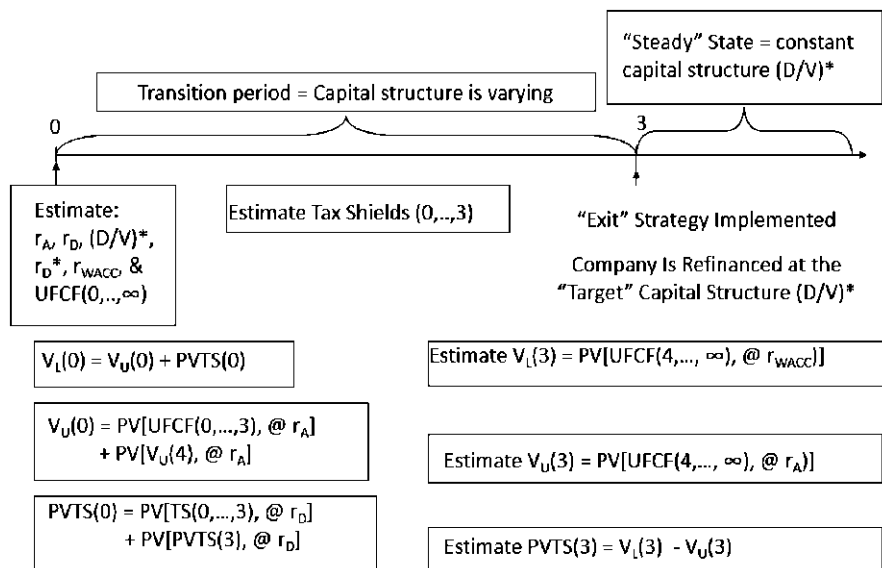 “Steady” State = constant
capital structure (D/V)*
Transition period = Capital structure is varying
0
3
Estimate:
r_A, r_D, (D/V)*,
r_D*, r_WACC, &
UFCF(0,..,∞)
Estimate Tax Shields (0,..,3)
“Exit” Strategy Implemented
Company Is Refinanced at the
“Target” Capital Structure (D/V)*
V_L(0) = V_U(0) + PVTS(0)
Estimate V_L(3) = PV[UFCF(4,..., ∞), @ r_WACC)]
V_U(0) = PV[UFCF(0,...,3), @ r_A]
+ PV[V_U(4), @ r_A]
Estimate V_U(3) = PV[UFCF(4,..., ∞), @ r_A)]
PVTS(0) = PV[TS(0,...,3), @ r_D]
+ PV[PVTS(3), @ r_D]
Estimate PVTS(3) = V_L(3) - V_U(3)